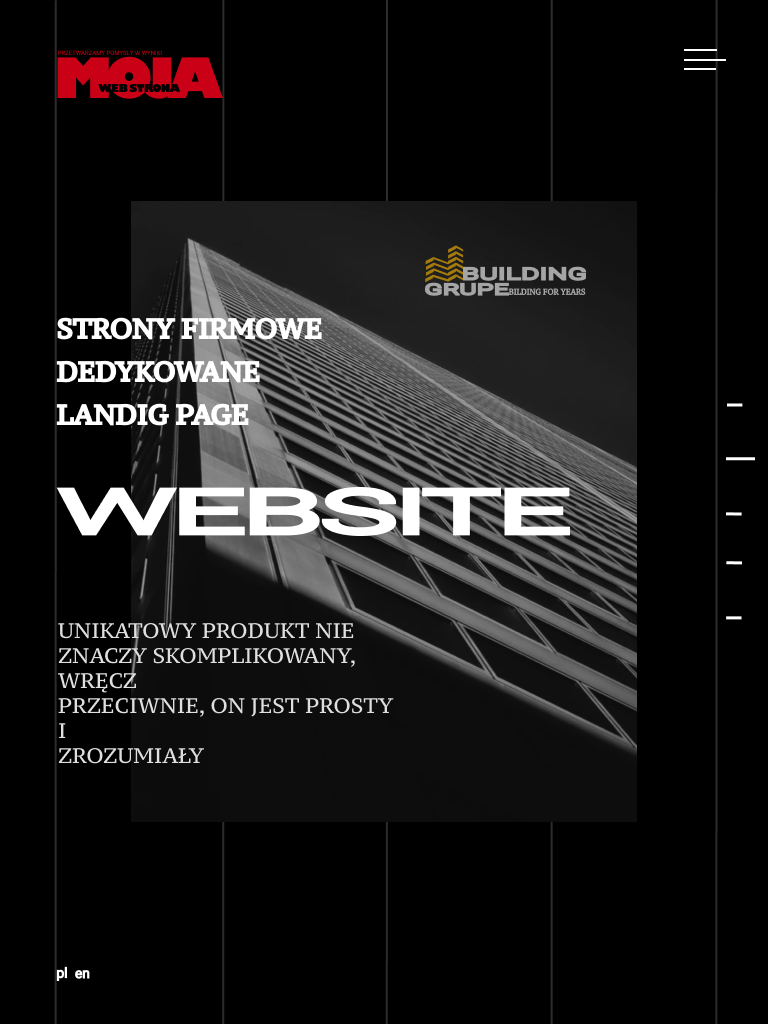 PRZETWARZAMY POMYSŁY W WYNIKI
MOJA
WEB STRONA
BUILDING
GRUPE BILDING FOR YEARS
STRONY FIRMOWE
DEDYKOWANE
LANDIG PAGE
WEBSITE
UNIKATOWY PRODUKT NIE
ZNACZY SKOMPLIKOWANY,
WRĘCZ
PRZECIWNIE, ON JEST PROSTY
I
ZROZUMIAŁY
pl en